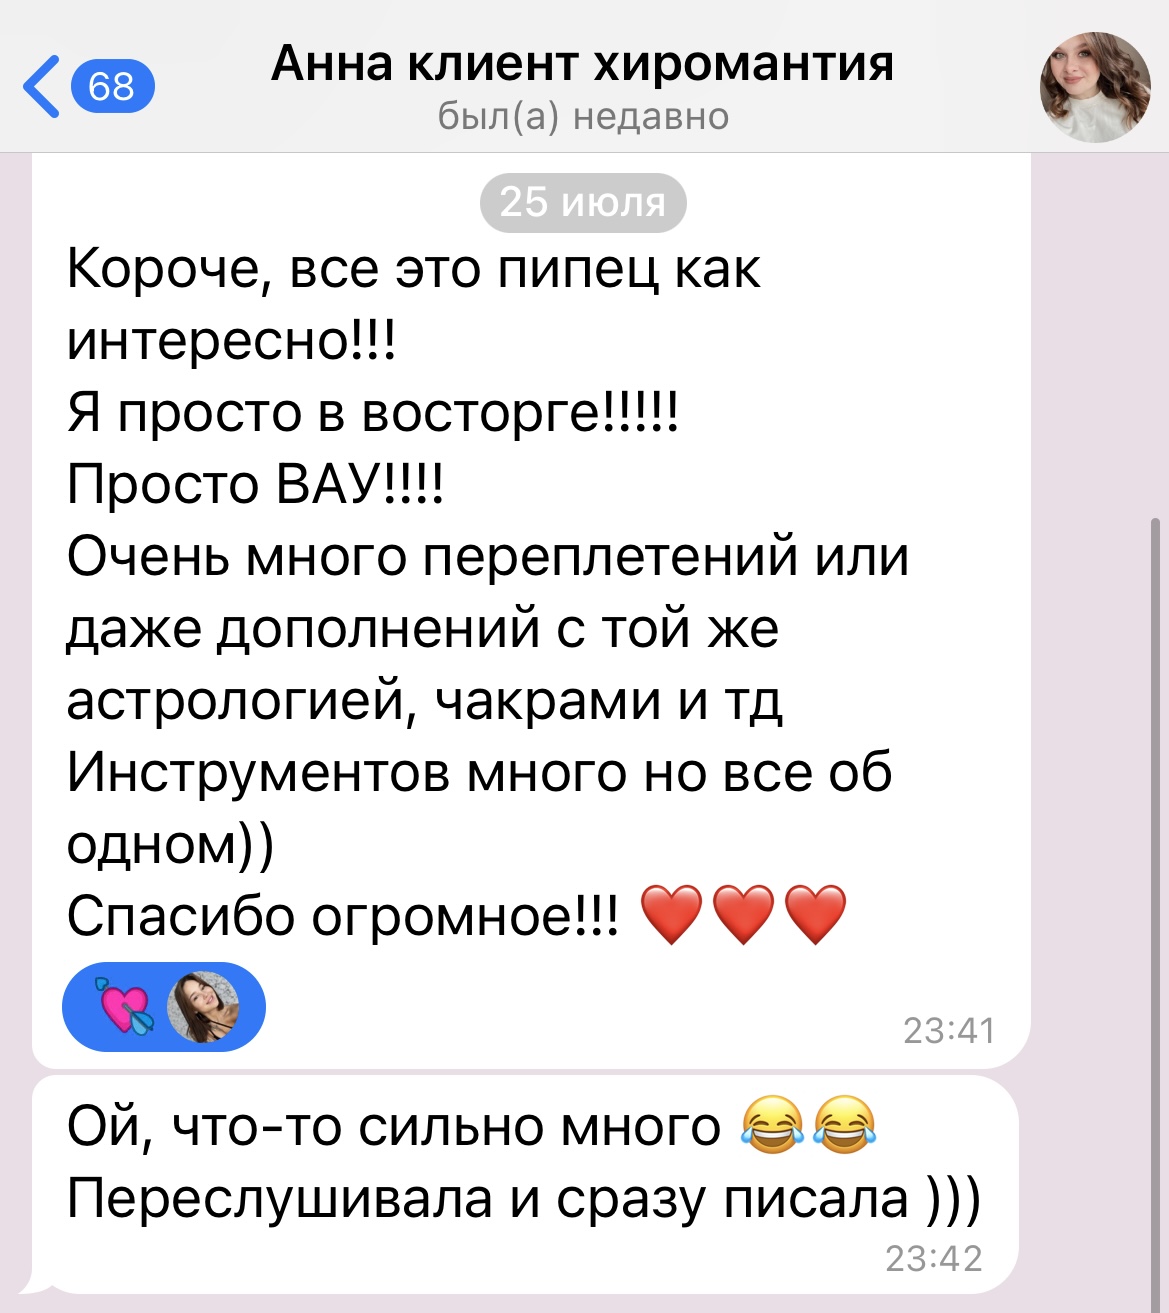 68
Анна клиент хиромантия
был(а) недавно
25 июля
Короче, все это пипец как
интересно!!!
Я просто в восторге!!!!!
Просто ВАУ!!!!
Очень много переплетений или
даже дополнений с той же
астрологией, чакрами и тд
Инструментов много но все об
одном))
Спасибо огромное!!! ❤️❤️❤️
💘
23:41
Ой, что-то сильно много 😂😂
Переслушивала и сразу писала )))
23:42